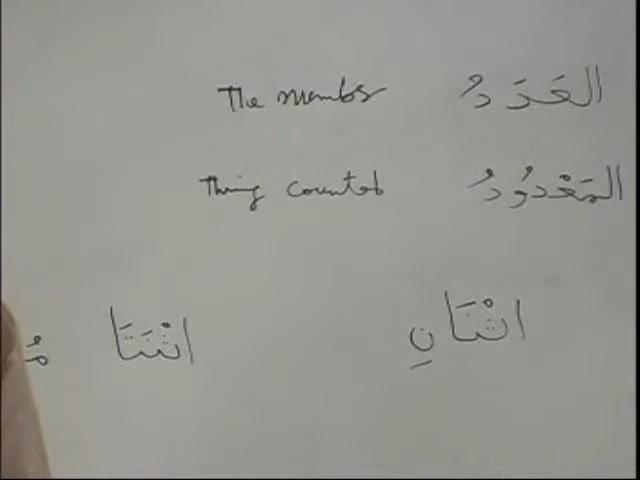 The number العَدَدُ
Thing counted المَعْدُودُ
اثْنَانِ اثْنَتَا